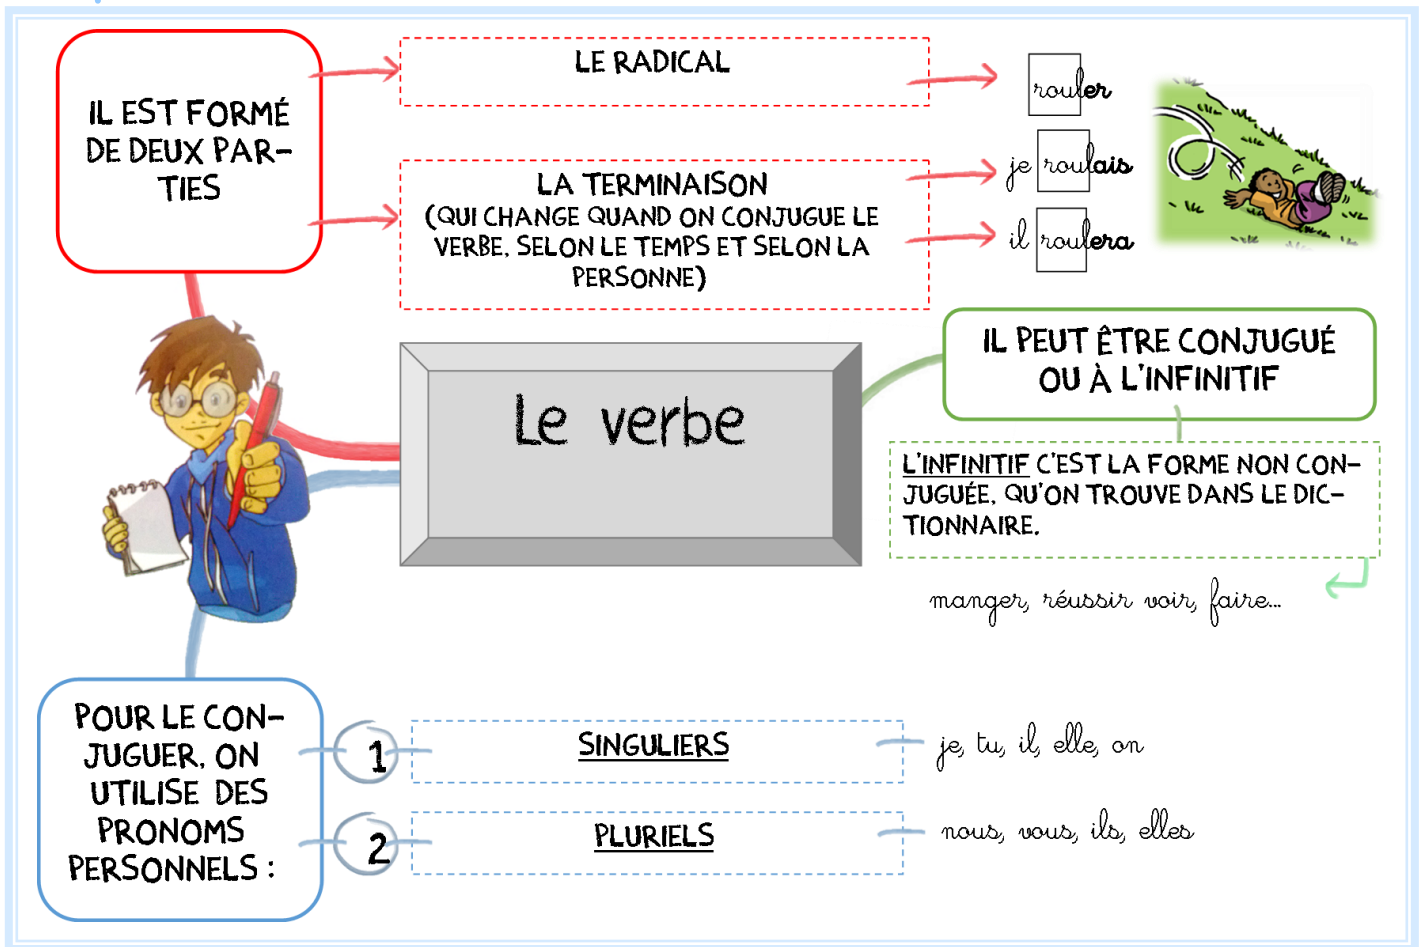 IL EST FORMÉ
DE DEUX PAR-
TIES
LE RADICAL
rouler
LA TERMINAISON
(QUI CHANGE QUAND ON CONJUGUE LE
VERBE, SELON LE TEMPS ET SELON LA
PERSONNE)
je roulais
il roulera
Le verbe
IL PEUT ÊTRE CONJUGUÉ
OU À L'INFINITIF
L'INFINITIF C'EST LA FORME NON CON-
JUGUÉE, QU'ON TROUVE DANS LE DIC-
TIONNAIRE.
manger, réussir voir, faire...
POUR LE CON-
JUGUER, ON
UTILISE DES
PRONOMS
PERSONNELS :
1
SINGULIERS
je, tu, il, elle, on
2
PLURIELS
nous, vous, ils, elles